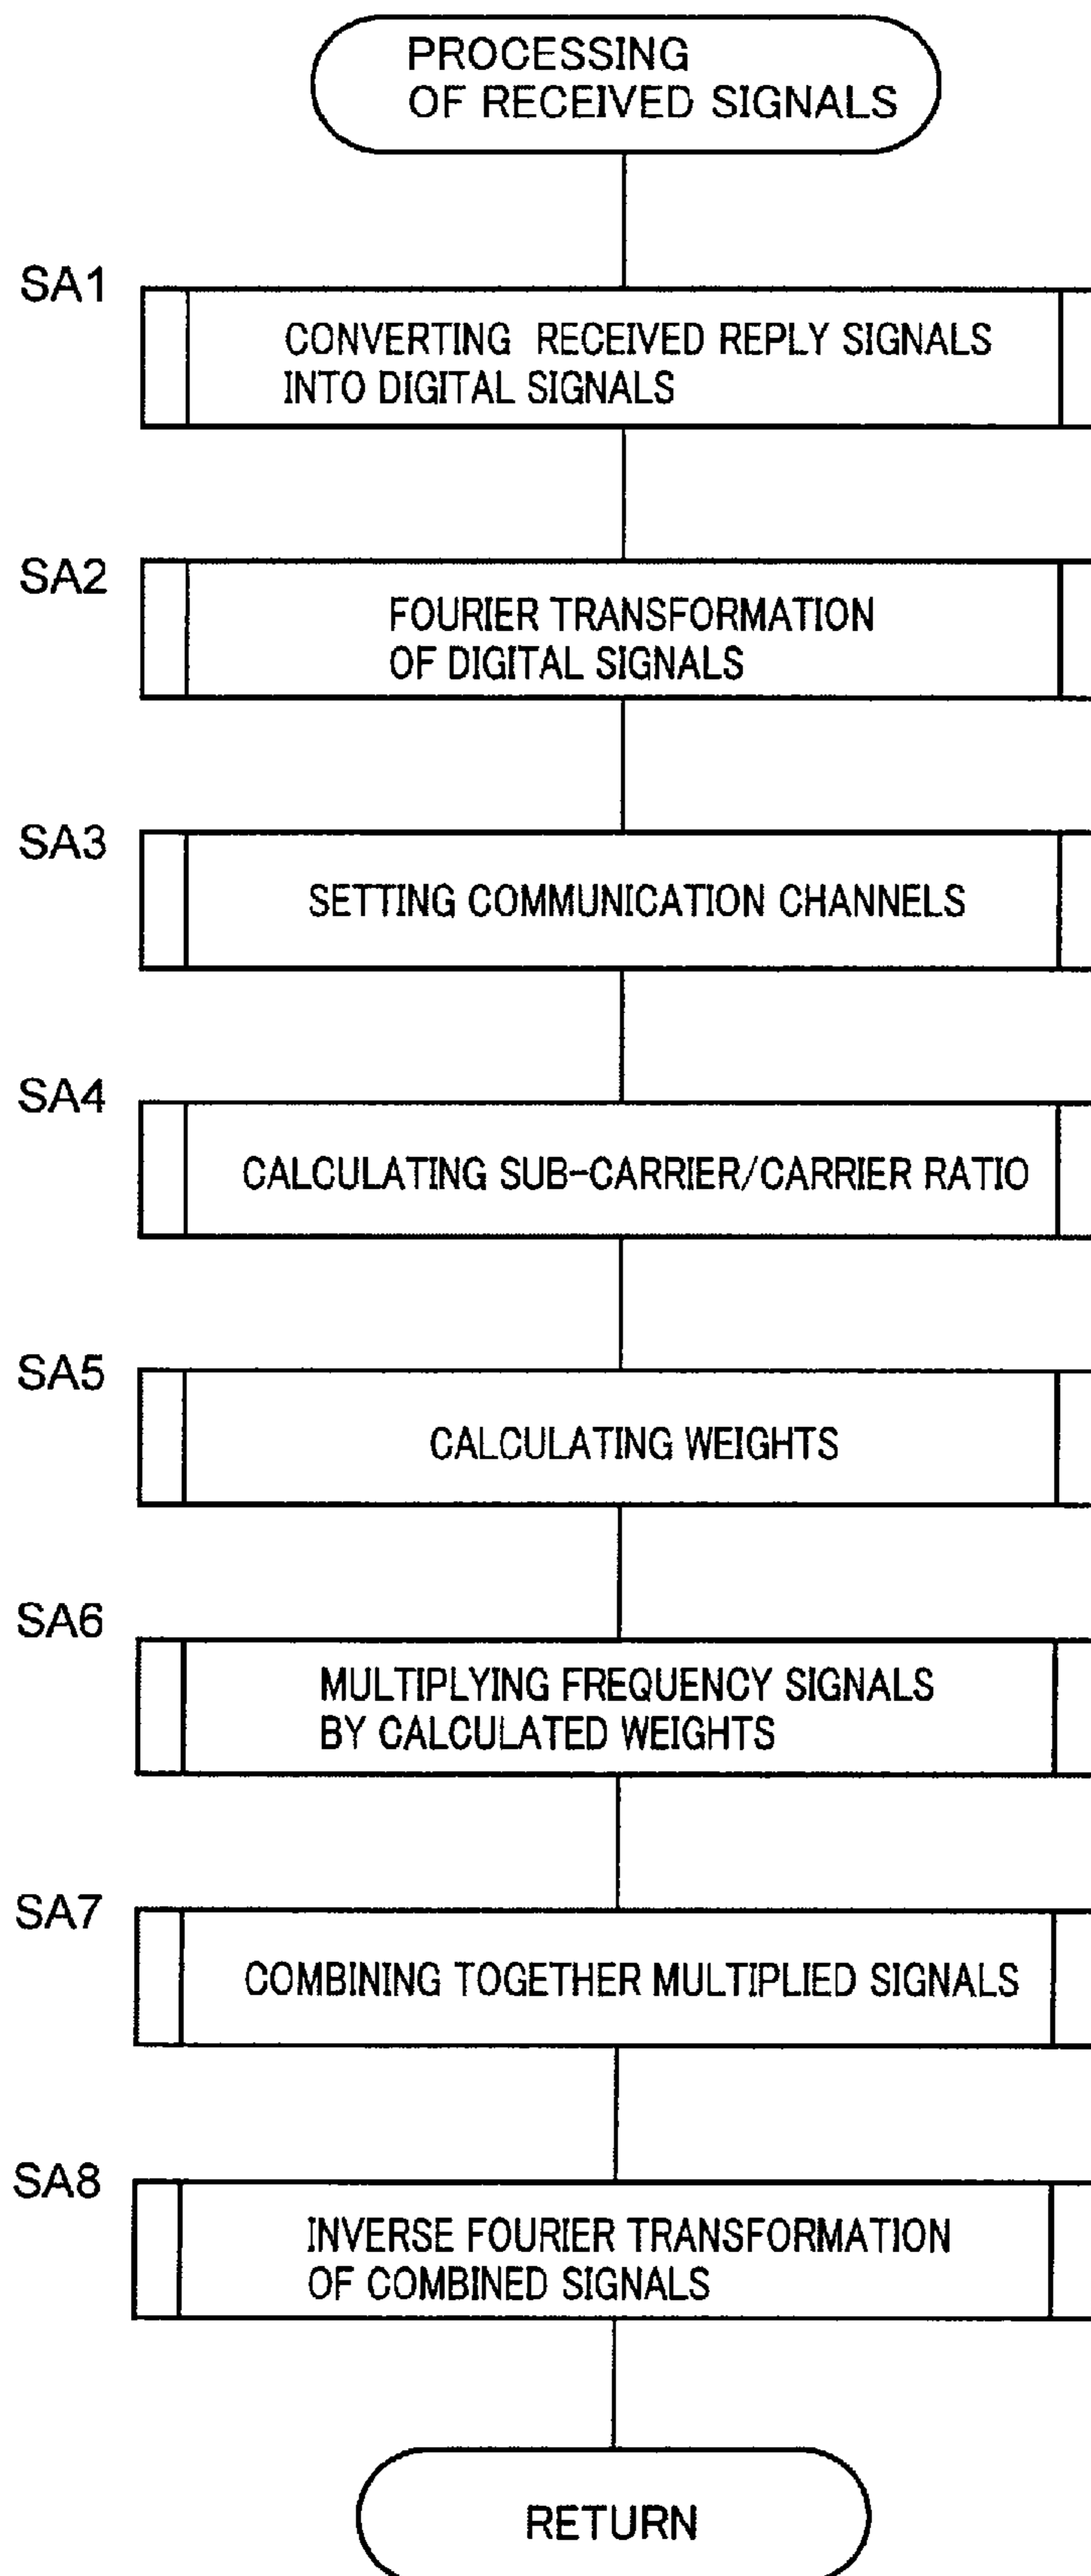 PROCESSING
OF RECEIVED SIGNALS
SA1
CONVERTING RECEIVED REPLY SIGNALS
INTO DIGITAL SIGNALS
SA2
FOURIER TRANSFORMATION
OF DIGITAL SIGNALS
SA3
SETTING COMMUNICATION CHANNELS
SA4
CALCULATING SUB-CARRIER/CARRIER RATIO
SA5
CALCULATING WEIGHTS
SA6
MULTIPLYING FREQUENCY SIGNALS
BY CALCULATED WEIGHTS
SA7
COMBINING TOGETHER MULTIPLIED SIGNALS
SA8
INVERSE FOURIER TRANSFORMATION
OF COMBINED SIGNALS
RETURN